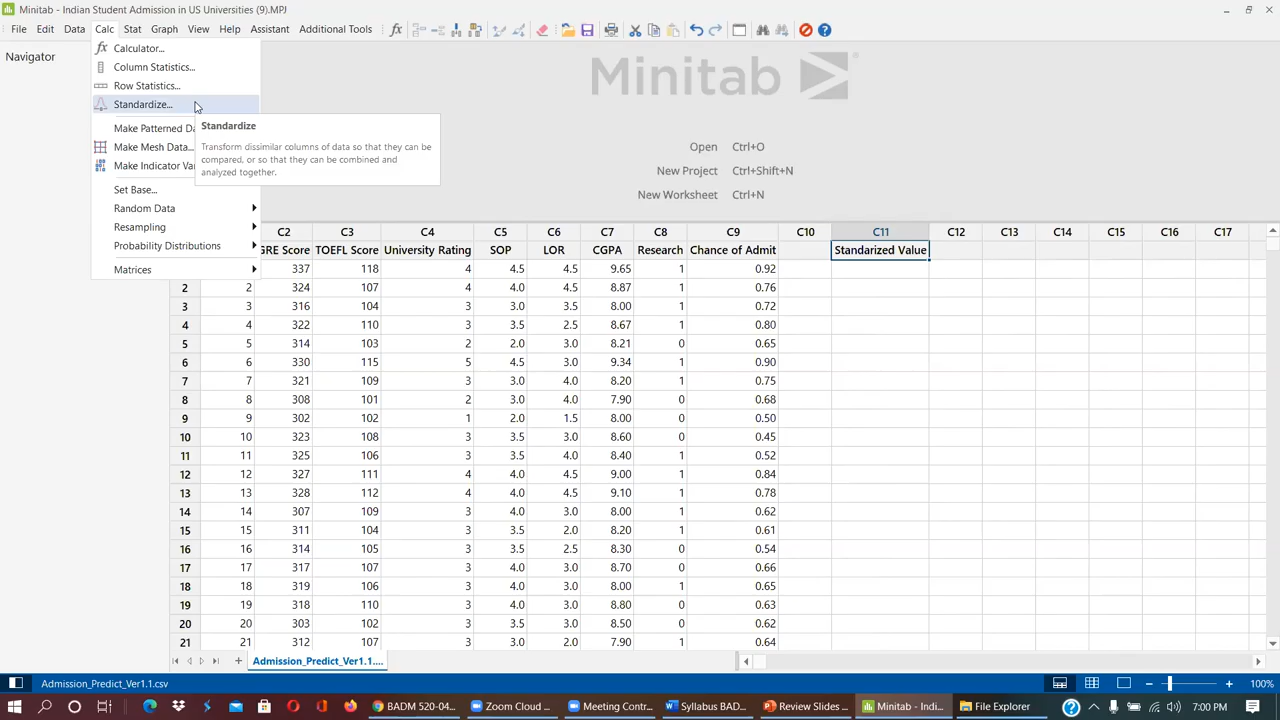 Minitab - Indian Student Admission in US Universities (9).MPJ
File Edit Data Calc Stat Graph View Help Assistant Additional Tools fx
Navigator
fx Calculator...
Column Statistics...
Row Statistics...
Standardize...
Make Patterned Da
Make Mesh Data...
Make Indicator Var
Set Base...
Random Data
Resampling
Probability Distributions
Matrices
Standardize
Transform dissimilar columns of data so that they can be
compared, or so that they can be combined and
analyzed together.
Minitab
Open Ctrl+O
New Project Ctrl+Shift+N
New Worksheet Ctrl+N
C2 C3 C4 C5 C6 C7 C8 C9 C10 C11 C12 C13 C14 C15 C16 C17
GRE Score TOEFL Score University Rating SOP LOR CGPA Research Chance of Admit Standarized Value
337 118 4 4.5 4.5 9.65 1 0.92
2 2 324 107 4 4.0 4.5 8.87 1 0.76
3 3 316 104 3 3.0 3.5 8.00 1 0.72
4 4 322 110 3 3.5 2.5 8.67 1 0.80
5 5 314 103 2 2.0 3.0 8.21 0 0.65
6 6 330 115 5 4.5 3.0 9.34 1 0.90
7 7 321 109 3 3.0 4.0 8.20 1 0.75
8 8 308 101 2 3.0 4.0 7.90 0 0.68
9 9 302 102 1 2.0 1.5 8.00 0 0.50
10 10 323 108 3 3.5 3.0 8.60 0 0.45
11 11 325 106 3 3.5 4.0 8.40 1 0.52
12 12 327 111 4 4.0 4.5 9.00 1 0.84
13 13 328 112 4 4.0 4.5 9.10 1 0.78
14 14 307 109 3 4.0 3.0 8.00 1 0.62
15 15 311 104 3 3.5 2.0 8.20 1 0.61
16 16 314 105 3 3.5 2.5 8.30 0 0.54
17 17 317 107 3 4.0 3.0 8.70 0 0.66
18 18 319 106 3 4.0 3.0 8.00 1 0.65
19 19 318 110 3 4.0 3.0 8.80 0 0.63
20 20 303 102 3 3.5 3.0 8.50 0 0.62
21 21 312 107 3 3.0 2.0 7.90 1 0.64
Admission_Predict_Ver1.1....
Admission_Predict_Ver1.1.csv
100%
BADM 520-04... Zoom Cloud ... Meeting Contr... Syllabus BAD... Review Slides ... Minitab - Indi... File Explorer
7:00 PM